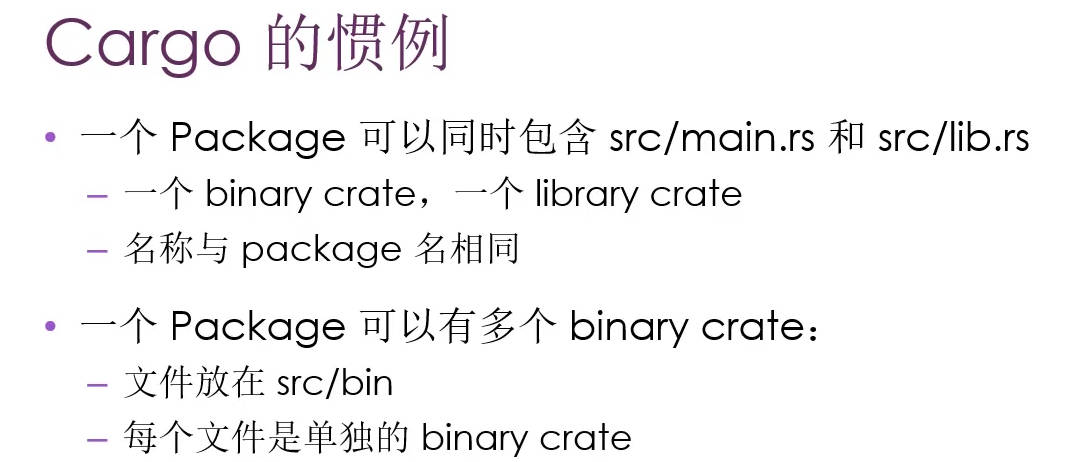 Cargo 的惯例
• 一个 Package 可以同时包含 src/main.rs 和 src/lib.rs
– 一个 binary crate，一个 library crate
– 名称与 package 名相同
• 一个 Package 可以有多个 binary crate：
– 文件放在 src/bin
– 每个文件是单独的 binary crate